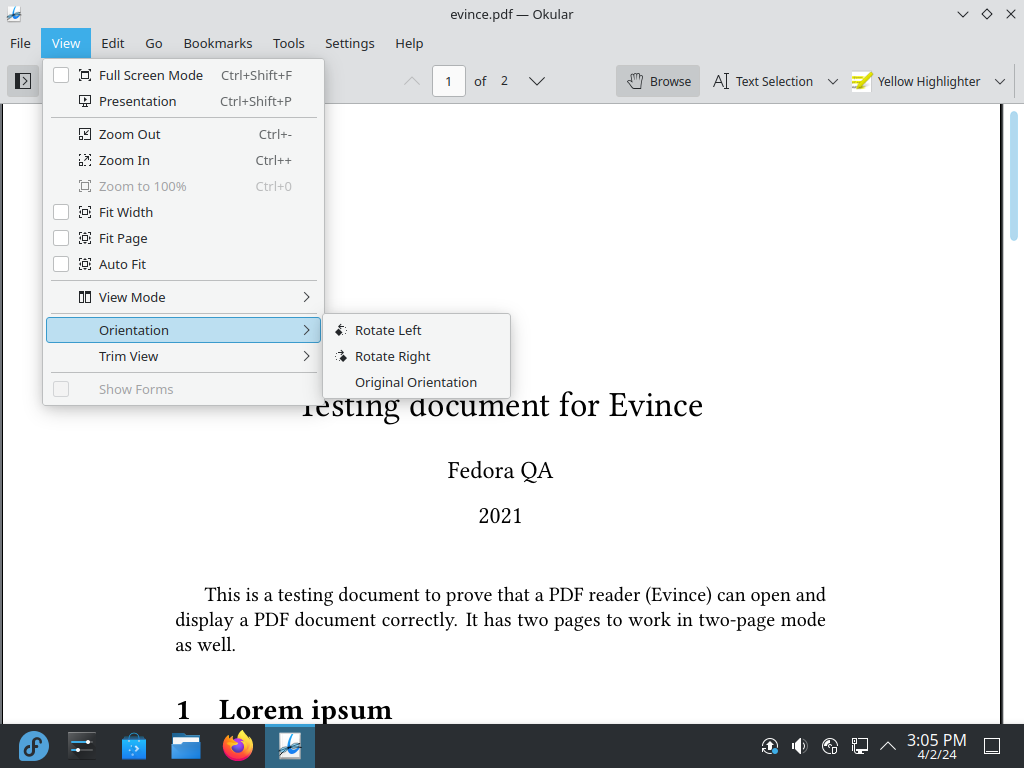 evince.pdf — Okular
File View Edit Go Bookmarks Tools Settings Help
1 of 2 Browse Text Selection Yellow Highlighter
Full Screen Mode Ctrl+Shift+F
Presentation Ctrl+Shift+P
Zoom Out Ctrl+-
Zoom In Ctrl++
Zoom to 100% Ctrl+0
Fit Width
Fit Page
Auto Fit
View Mode
Orientation
Trim View
Show Forms
Rotate Left
Rotate Right
Original Orientation
Testing document for Evince
Fedora QA
2021
This is a testing document to prove that a PDF reader (Evince) can open and
display a PDF document correctly. It has two pages to work in two-page mode
as well.
1 Lorem ipsum
3:05 PM
4/2/24